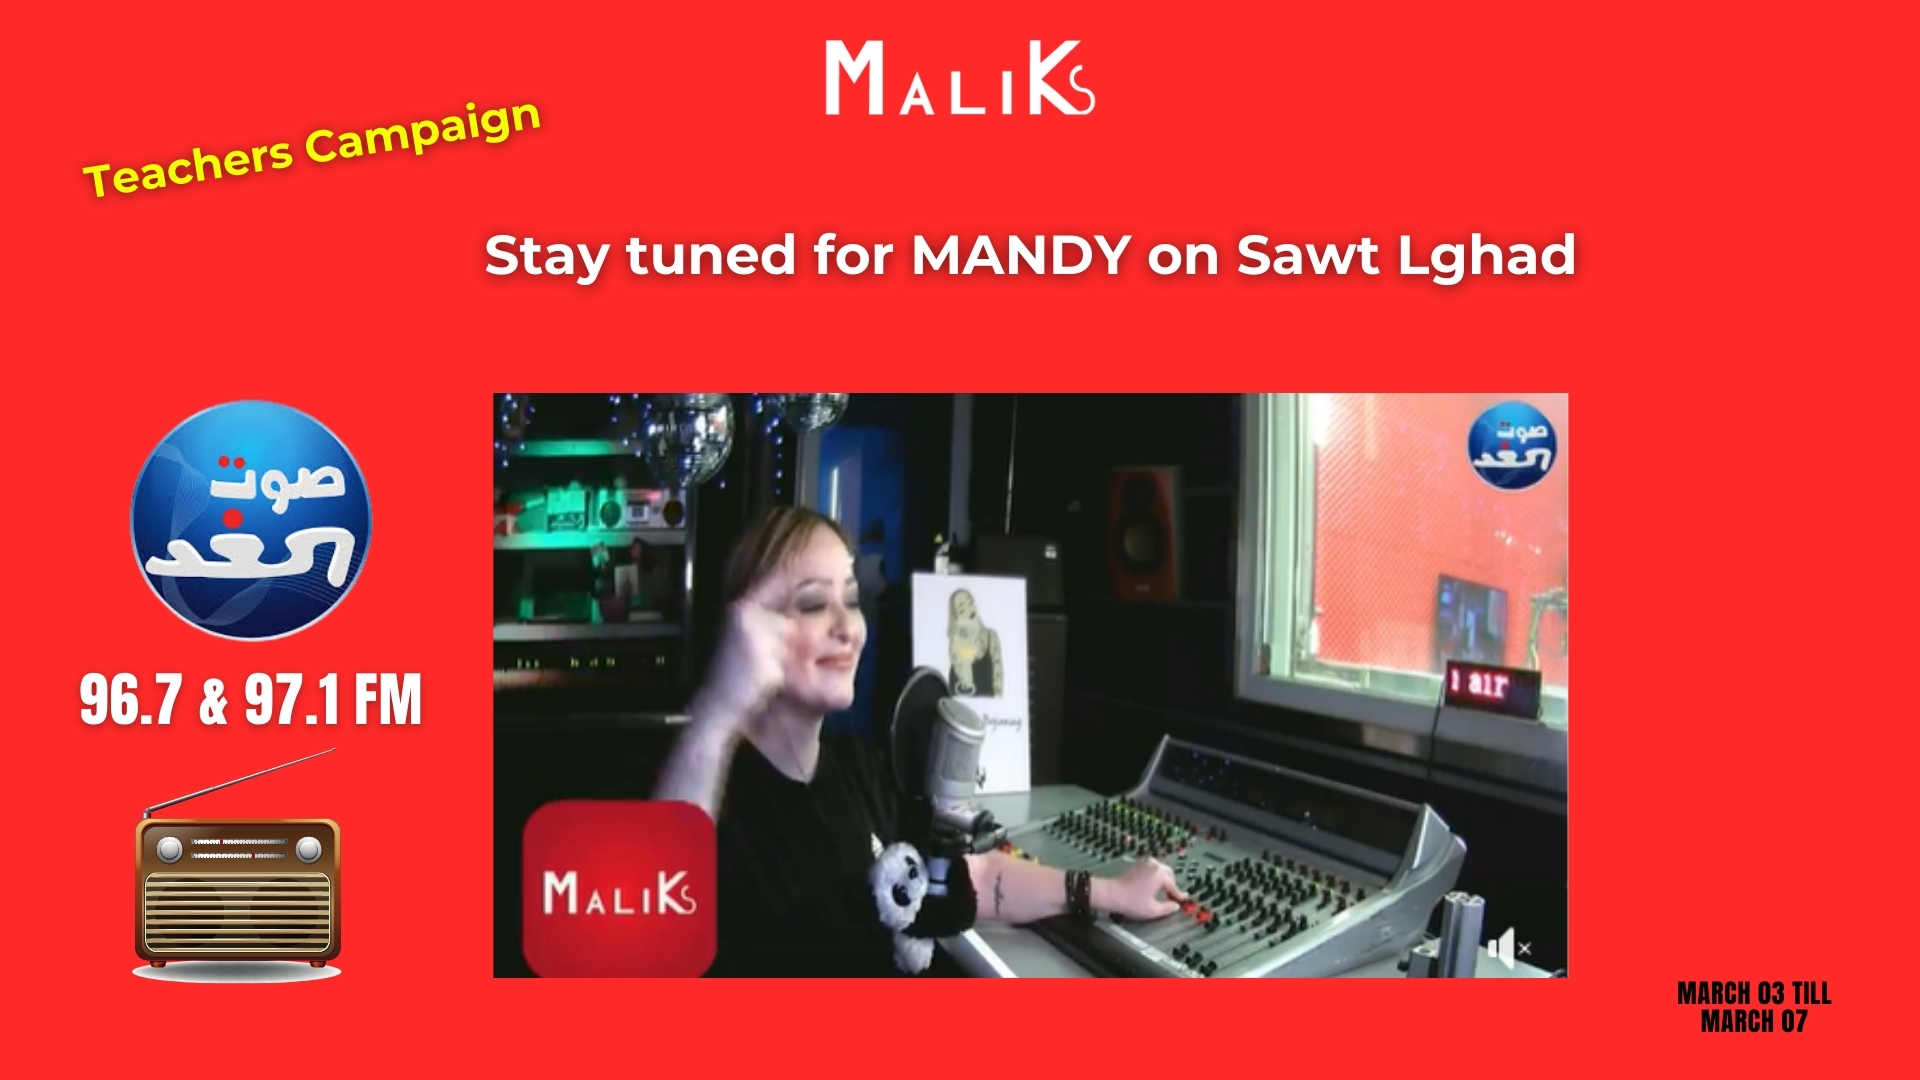 MALIKS
Teachers Campaign
Stay tuned for MANDY on Sawt Lghad
صوت
الغد
صوت
الغد
96.7 & 97.1 FM
air
MALIKS
MARCH 03 TILL
MARCH 07